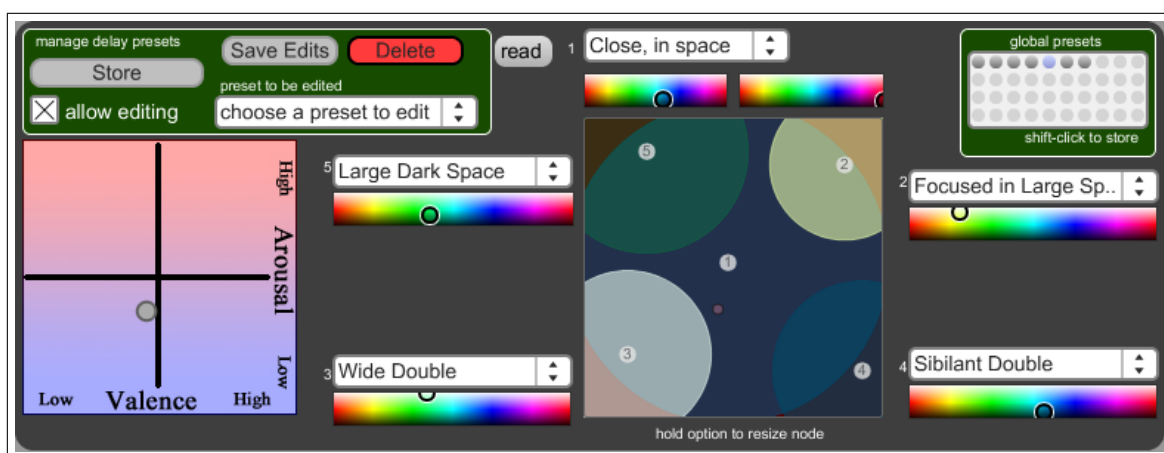 manage delay presets
Store
Save Edits
Delete
read
allow editing
preset to be edited
choose a preset to edit
1
Close, in space
global presets
shift-click to store
High
Arousal
Low
Low
Valence
High
5
Large Dark Space
2
Focused in Large Sp..
3
Wide Double
4
Sibilant Double
5
2
1
3
4
hold option to resize node